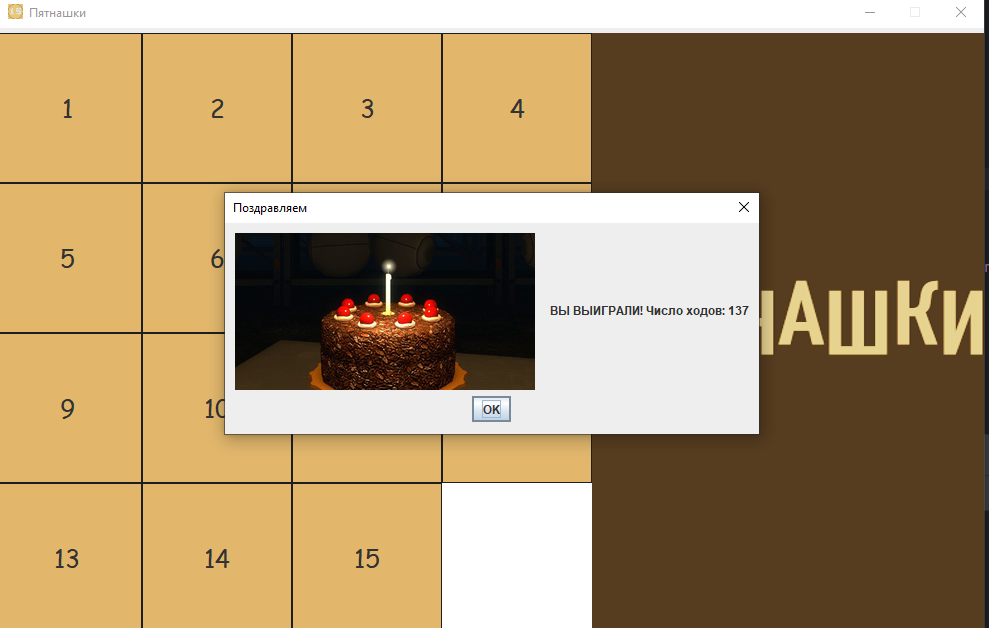 Пятнашки
1 2 3 4
5 6
9 10
13 14 15
Поздравляем
ВЫ ВЫИГРАЛИ! Число ходов: 137
OK
НАШКИ